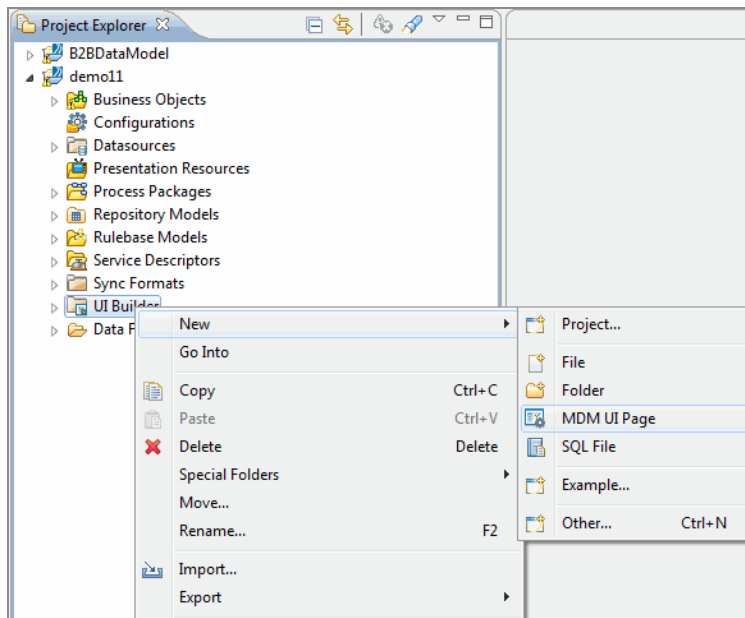 Project Explorer
B2BDataModel
demo11
Business Objects
Configurations
Datasources
Presentation Resources
Process Packages
Repository Models
Rulebase Models
Service Descriptors
Sync Formats
UI Builder
Data F
New
Go Into
Copy Ctrl+C
Paste Ctrl+V
Delete Delete
Special Folders
Move...
Rename... F2
Import...
Export
Project...
File
Folder
MDM UI Page
SQL File
Example...
Other... Ctrl+N